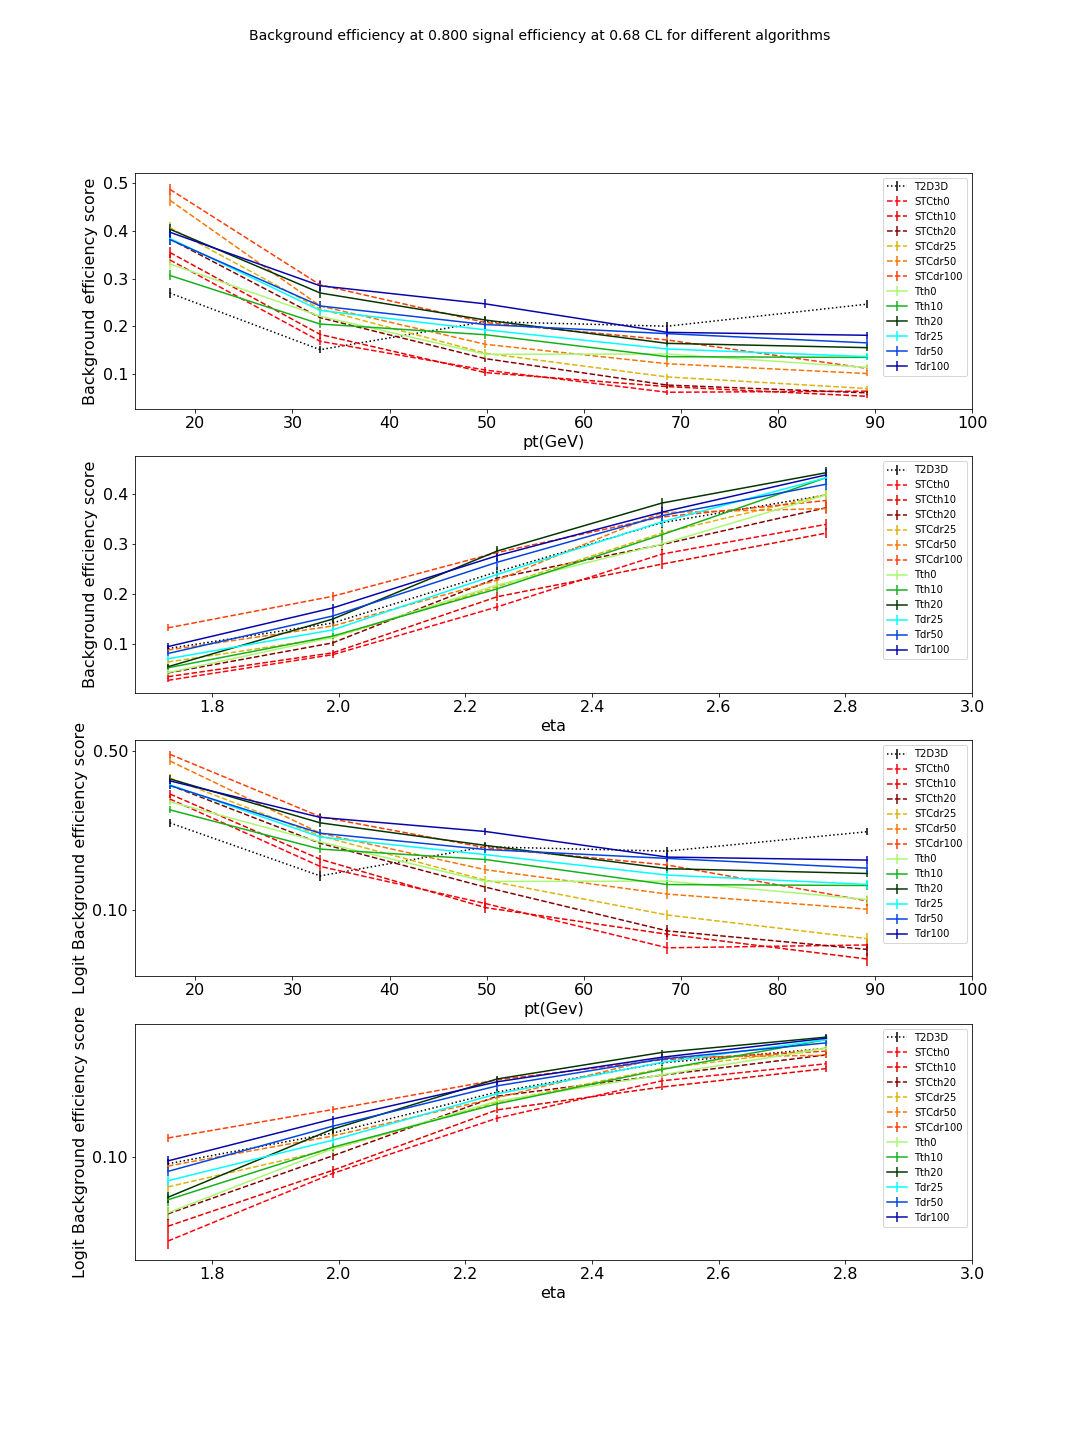 Background efficiency at 0.800 signal efficiency at 0.68 CL for different algorithms
Background efficiency score
0.5
0.4
0.3
0.2
0.1
20 30 40 50 60 70 80 90 100
pt(GeV)
T2D3D
STCth0
STCth10
STCth20
STCdr25
STCdr50
STCdr100
Tth0
Tth10
Tth20
Tdr25
Tdr50
Tdr100
Background efficiency score
0.4
0.3
0.2
0.1
1.8 2.0 2.2 2.4 2.6 2.8 3.0
eta
T2D3D
STCth0
STCth10
STCth20
STCdr25
STCdr50
STCdr100
Tth0
Tth10
Tth20
Tdr25
Tdr50
Tdr100
Logit Background efficiency score
0.50
0.10
20 30 40 50 60 70 80 90 100
pt(Gev)
T2D3D
STCth0
STCth10
STCth20
STCdr25
STCdr50
STCdr100
Tth0
Tth10
Tth20
Tdr25
Tdr50
Tdr100
Logit Background efficiency score
0.10
1.8 2.0 2.2 2.4 2.6 2.8 3.0
eta
T2D3D
STCth0
STCth10
STCth20
STCdr25
STCdr50
STCdr100
Tth0
Tth10
Tth20
Tdr25
Tdr50
Tdr100